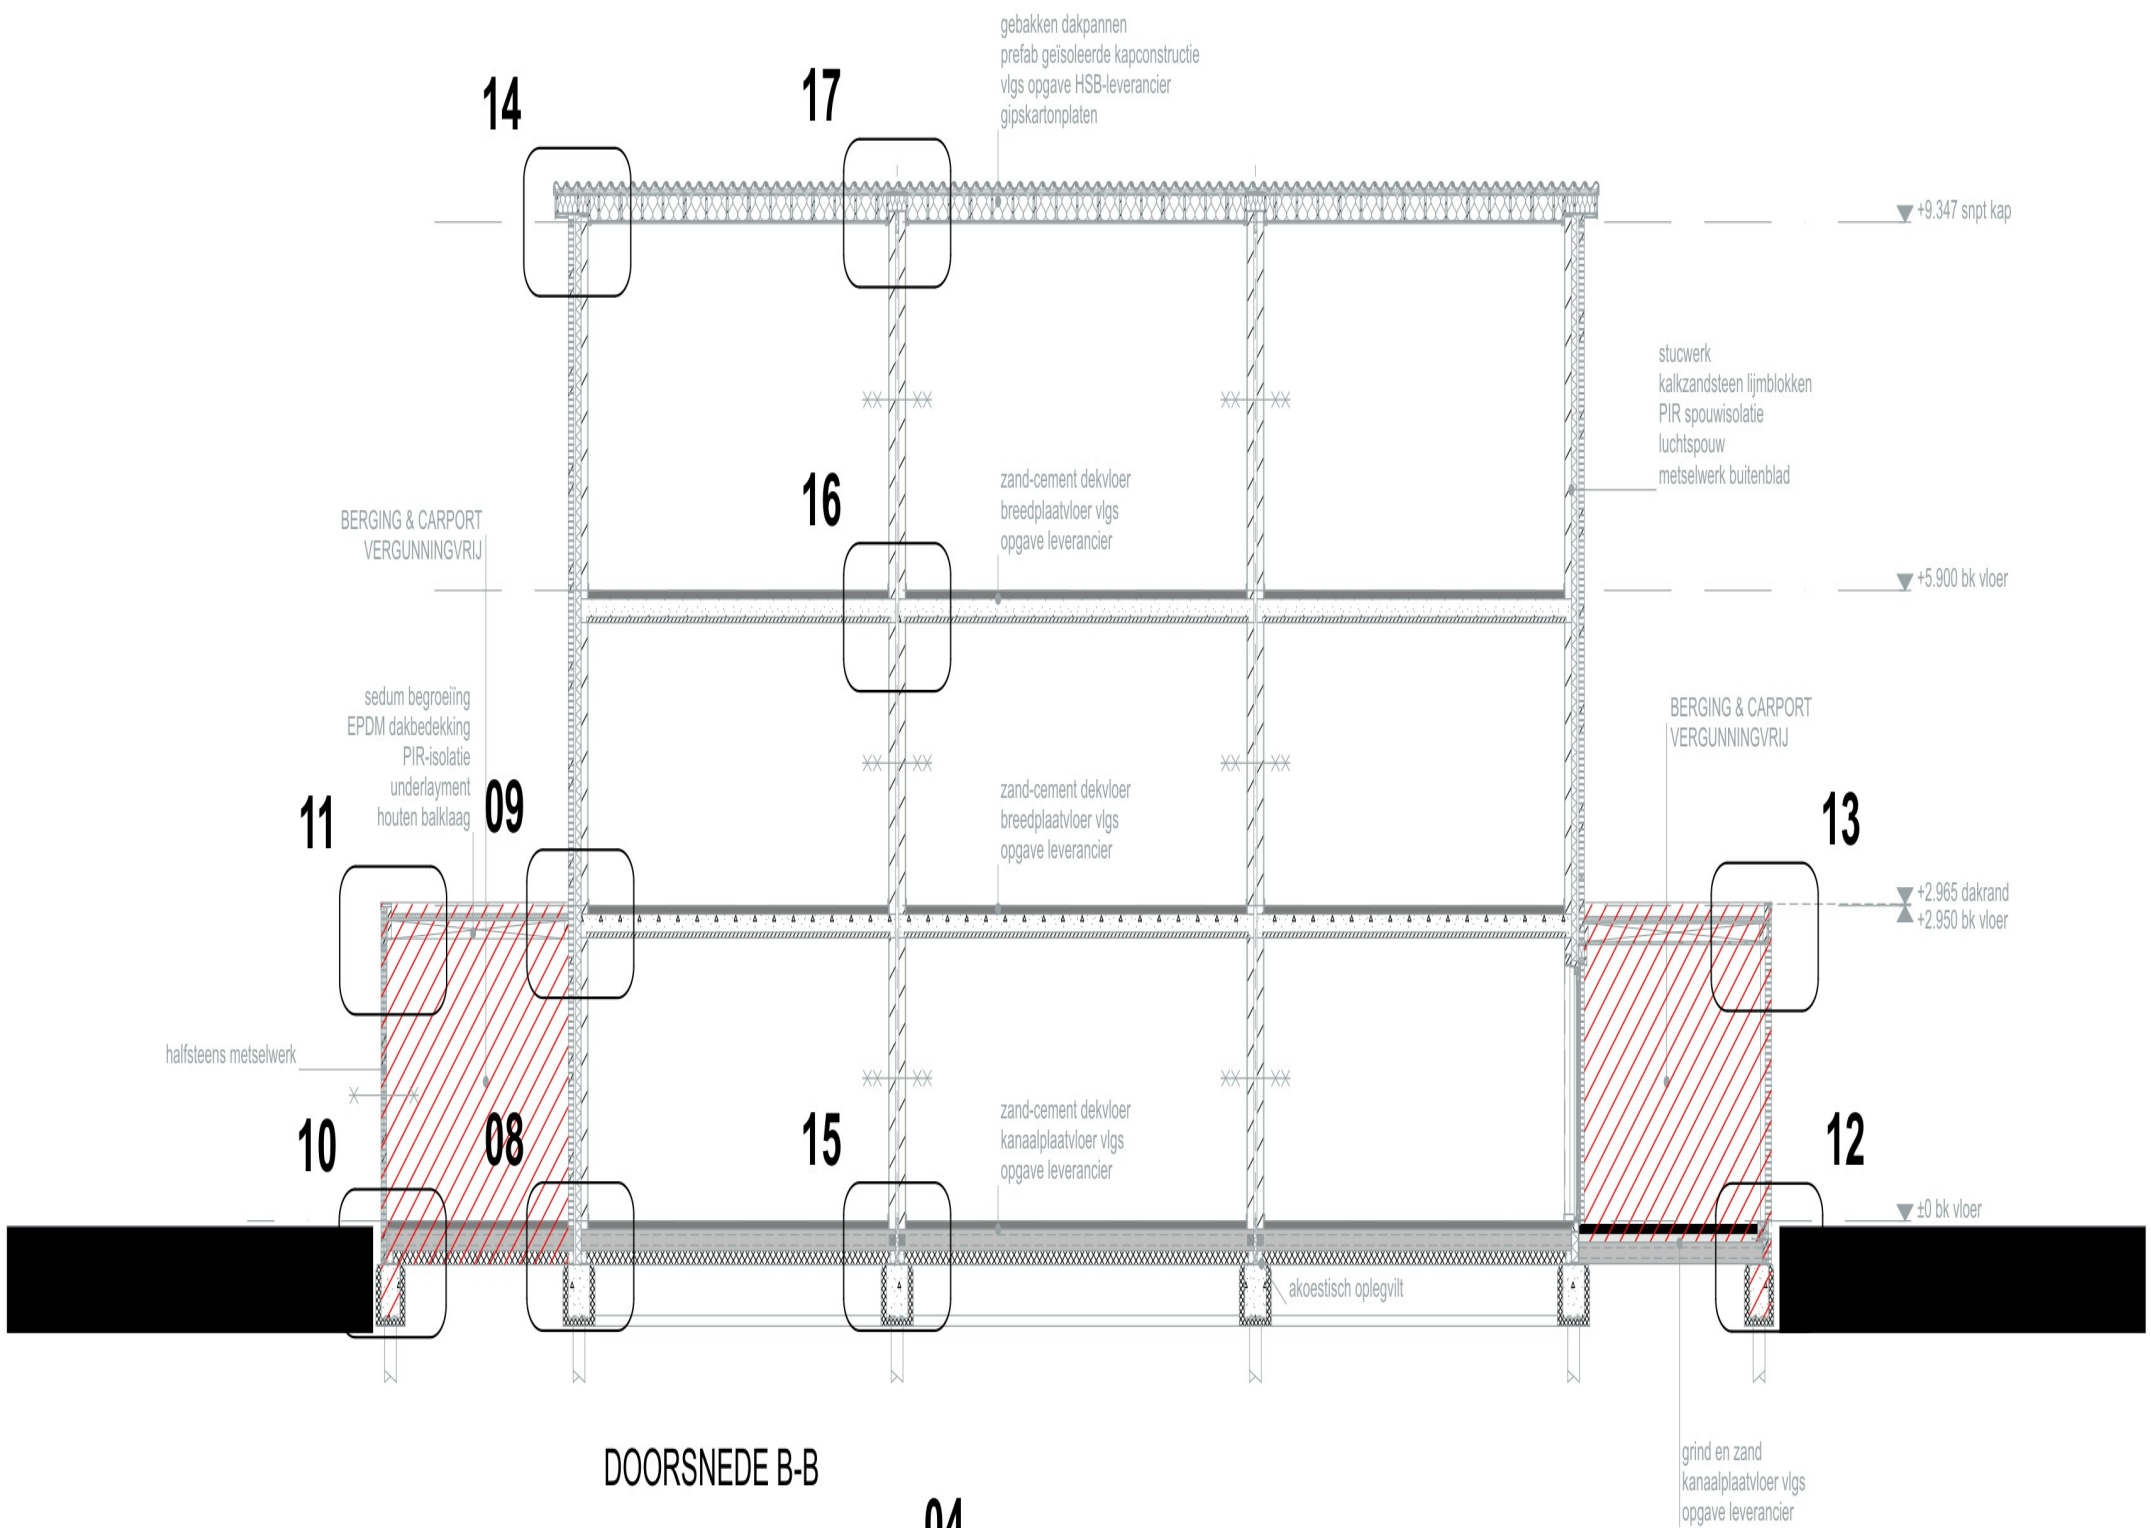 gebakken dakpannen
prefab geïsoleerde kapconstructie
vlgs opgave HSB-leverancier
gipskartonplaten
14
17
+9.347 snpt kap
stucwerk
kalkzandsteen lijmblokken
PIR spouwisolatie
luchtspouw
metselwerk buitenblad
16
zand-cement dekvloer
breedplaatvloer vlgs
opgave leverancier
BERGING & CARPORT
VERGUNNINGVRIJ
+5.900 bk vloer
sedum begroeiïng
EPDM dakbedekking
PIR-isolatie
underlayment
houten balklaag
11
09
zand-cement dekvloer
breedplaatvloer vlgs
opgave leverancier
BERGING & CARPORT
VERGUNNINGVRIJ
13
+2.965 dakrand
+2.950 bk vloer
halfsteens metselwerk
10
08
15
zand-cement dekvloer
kanaalplaatvloer vlgs
opgave leverancier
12
±0 bk vloer
akoestisch oplegvilt
DOORSNEDE B-B
grind en zand
kanaalplaatvloer vlgs
opgave leverancier
04